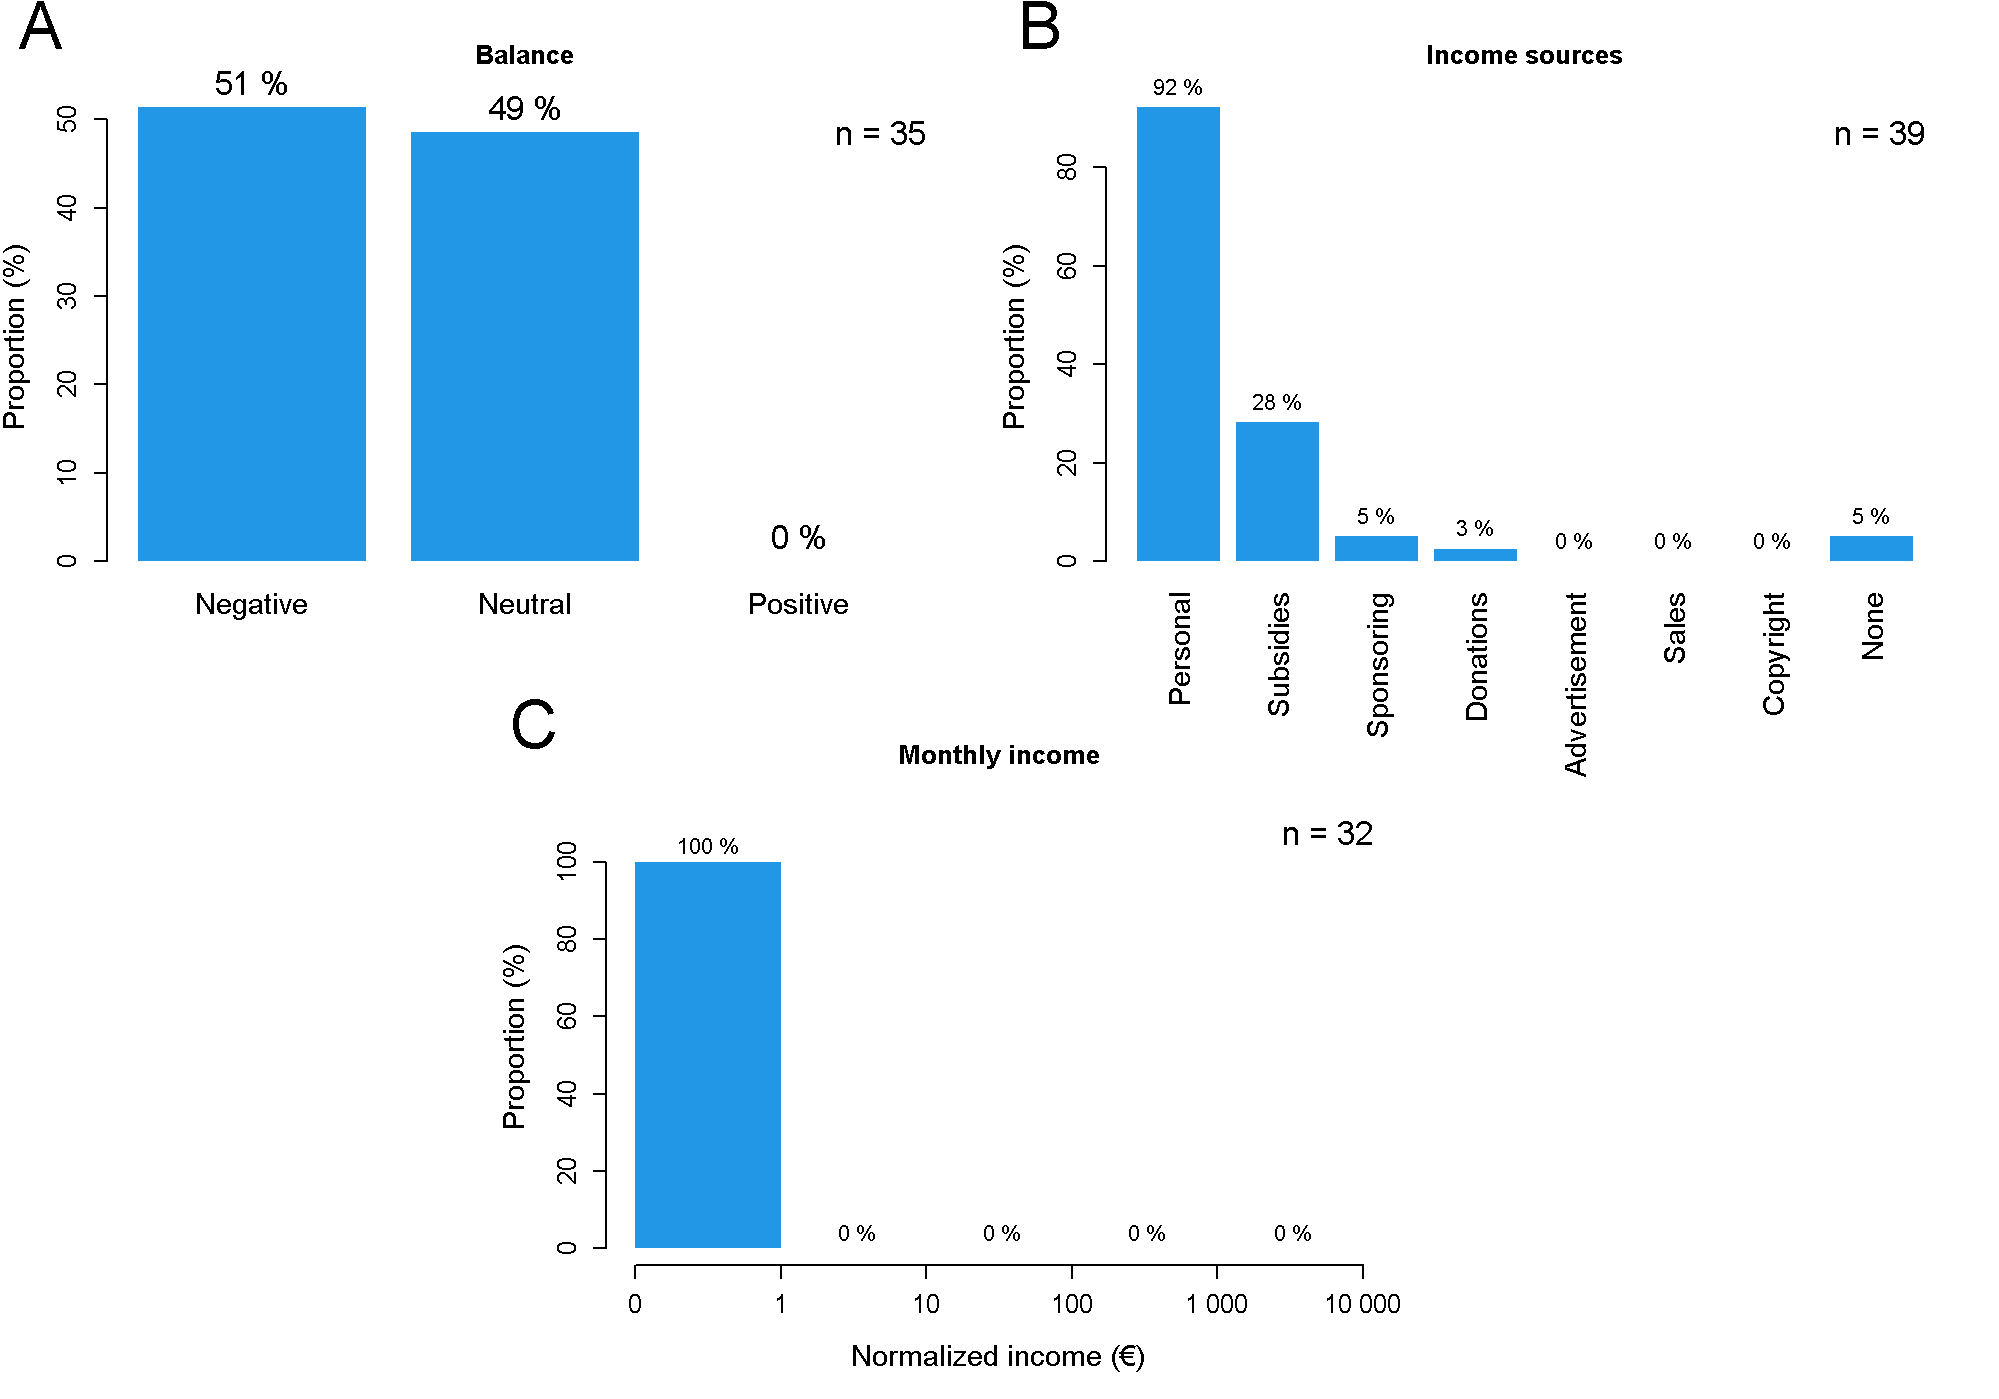 A
Balance
51 %
49 %
n = 35
0 %
Proportion (%)
0
10
20
30
40
50
Negative
Neutral
Positive
B
Income sources
92 %
n = 39
28 %
5 %
3 %
0 %
0 %
0 %
5 %
Proportion (%)
0
20
40
60
80
Personal
Subsidies
Sponsoring
Donations
Advertisement
Sales
Copyright
None
C
Monthly income
n = 32
100 %
0 %
0 %
0 %
0 %
Proportion (%)
0
20
40
60
80
100
0
1
10
100
1 000
10 000
Normalized income (€)